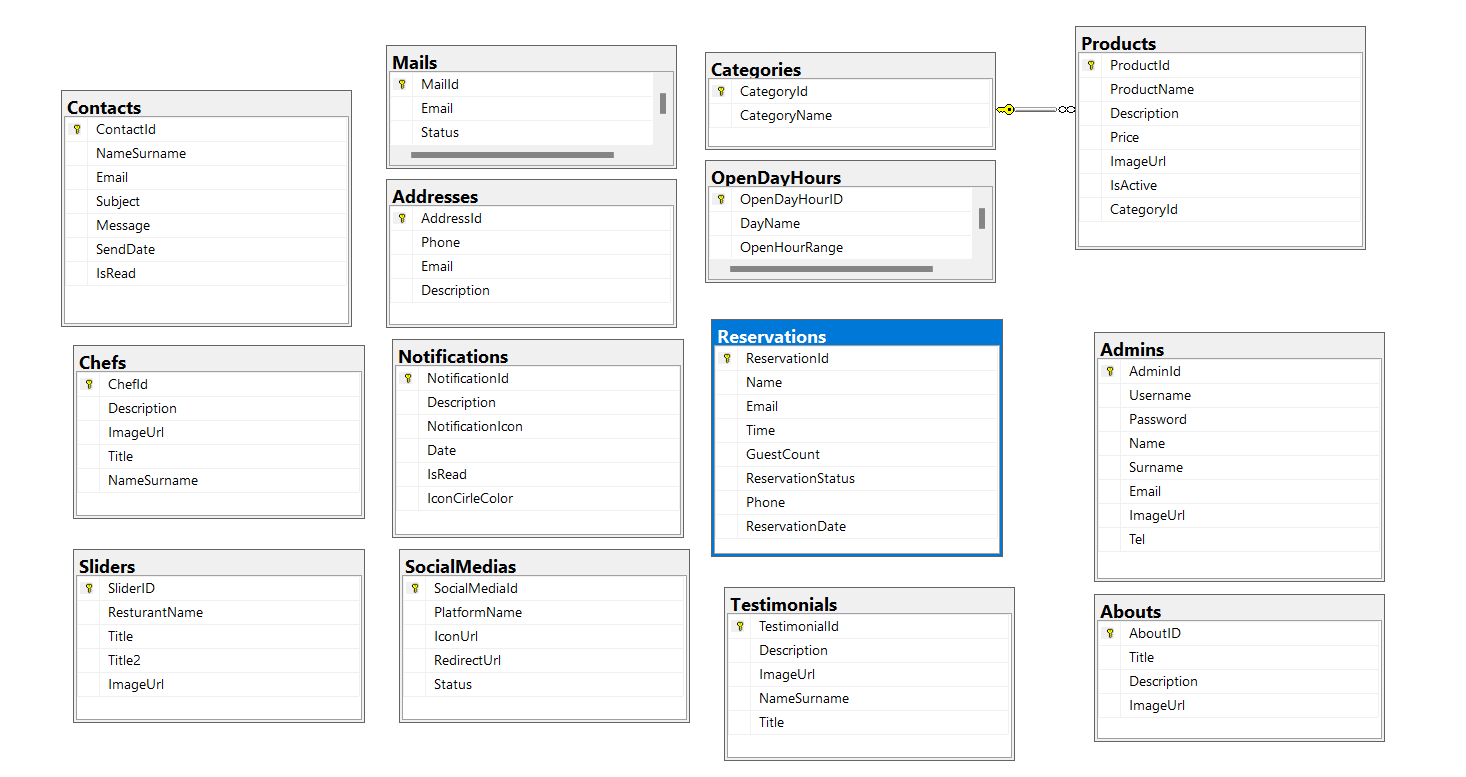 Contacts
ContactId
NameSurname
Email
Subject
Message
SendDate
IsRead
Mails
MailId
Email
Status
Categories
CategoryId
CategoryName
Products
ProductId
ProductName
Description
Price
ImageUrl
IsActive
CategoryId
Addresses
AddressId
Phone
Email
Description
OpenDayHours
OpenDayHourID
DayName
OpenHourRange
Chefs
ChefId
Description
ImageUrl
Title
NameSurname
Notifications
NotificationId
Description
NotificationIcon
Date
IsRead
IconCirleColor
Reservations
ReservationId
Name
Email
Time
GuestCount
ReservationStatus
Phone
ReservationDate
Admins
AdminId
Username
Password
Name
Surname
Email
ImageUrl
Tel
Sliders
SliderID
ResturantName
Title
Title2
ImageUrl
SocialMedias
SocialMediaId
PlatformName
IconUrl
RedirectUrl
Status
Testimonials
TestimonialId
Description
ImageUrl
NameSurname
Title
Abouts
AboutID
Title
Description
ImageUrl